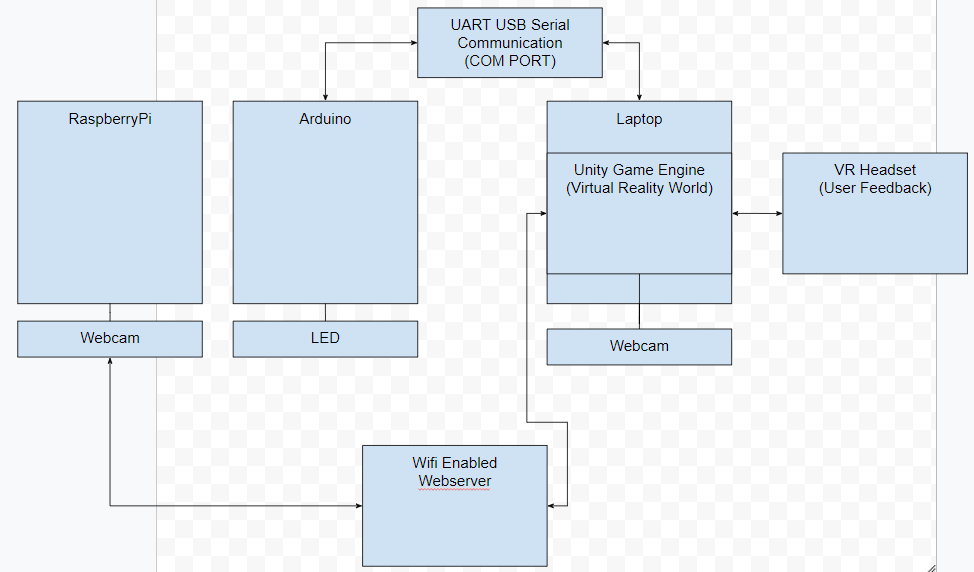 UART USB Serial
Communication
(COM PORT)
RaspberryPi
Arduino
Laptop
Unity Game Engine
(Virtual Reality World)
VR Headset
(User Feedback)
Webcam
LED
Webcam
Wifi Enabled
Webserver